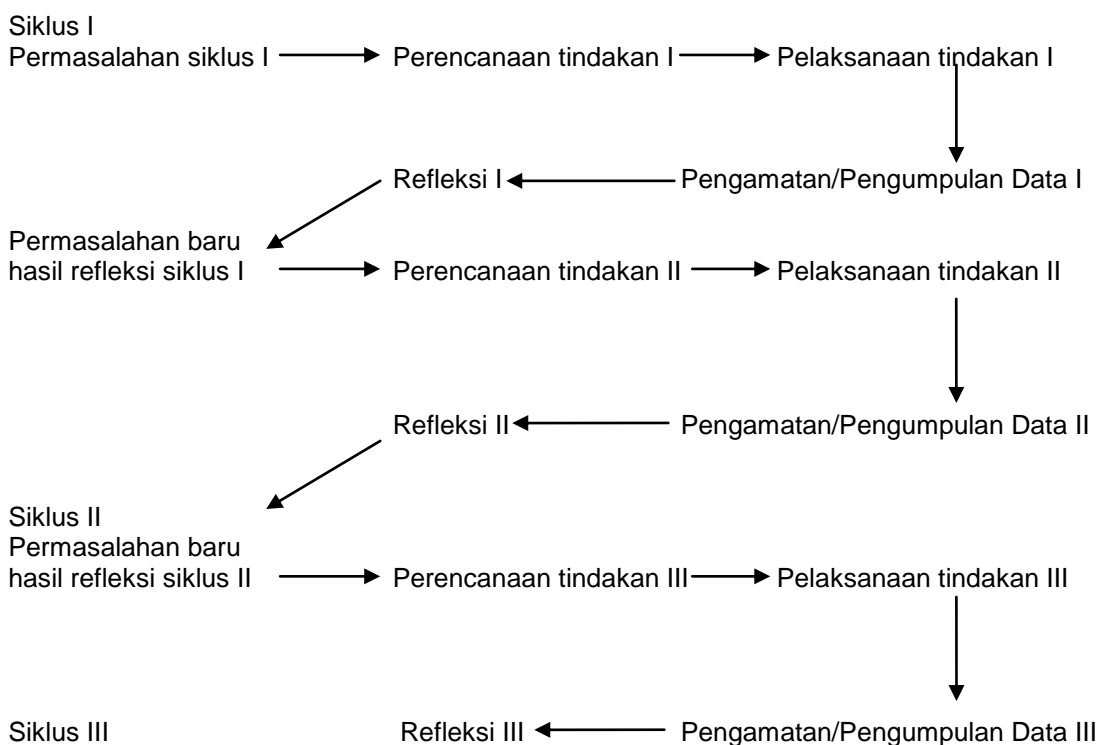 Siklus I
Permasalahan siklus I Perencanaan tindakan I Pelaksanaan tindakan I
Refleksi I Pengamatan/Pengumpulan Data I
Permasalahan baru
hasil refleksi siklus I Perencanaan tindakan II Pelaksanaan tindakan II
Refleksi II Pengamatan/Pengumpulan Data II
Siklus II
Permasalahan baru
hasil refleksi siklus II Perencanaan tindakan III Pelaksanaan tindakan III
Siklus III Refleksi III Pengamatan/Pengumpulan Data III